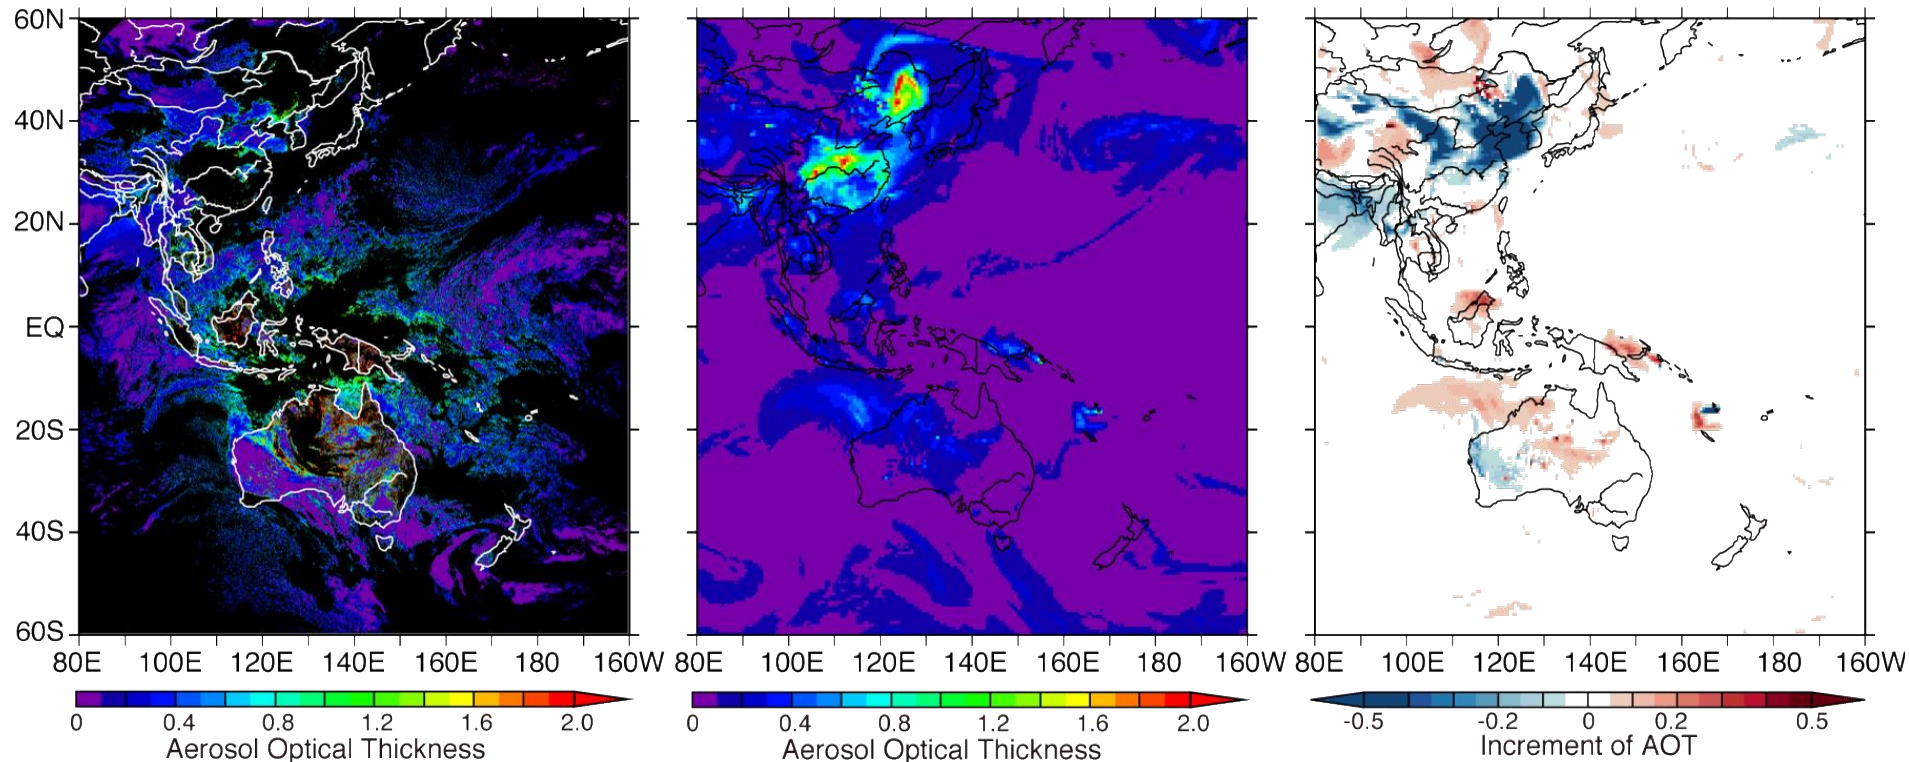 60N
40N
20N
EQ
20S
40S
60S
80E 100E 120E 140E 160E 180 160W
80E 100E 120E 140E 160E 180 160W
80E 100E 120E 140E 160E 180 160W
0 0.4 0.8 1.2 1.6 2.0
Aerosol Optical Thickness
0 0.4 0.8 1.2 1.6 2.0
Aerosol Optical Thickness
-0.5 -0.2 0 0.2 0.5
Increment of AOT